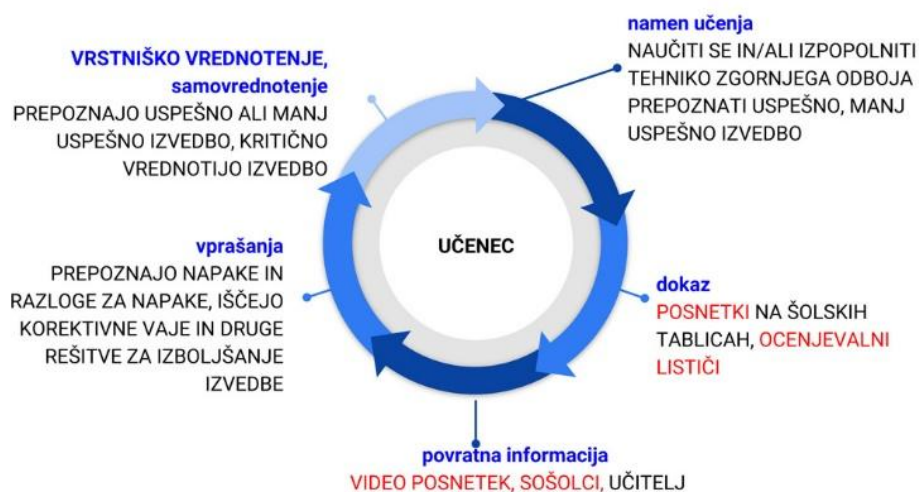 VRSTNIŠKO VREDNOTENJE,
samovrednotenje
PREPOZNAJO USPEŠNO ALI MANJ
USPEŠNO IZVEDBO, KRITIČNO
VREDNOTIJO IZVEDBO
namen učenja
NAUČITI SE IN/ALI IZPOPOLNITI
TEHNIKO ZGORNJEGA ODBOJA
PREPOZNATI USPEŠNO, MANJ
USPEŠNO IZVEDBO
UČENEC
vprašanja
PREPOZNAJO NAPAKE IN
RAZLOGE ZA NAPAKE, IŠČEJO
KOREKTIVNE VAJE IN DRUGE
REŠITVE ZA IZBOLJŠANJE
IZVEDBE
dokaz
POSNETKI NA ŠOLSKIH
TABLICAH, OCENJEVALNI
LISTIČI
povratna informacija
VIDEO POSNETEK, SOŠOLCI, UČITELJ